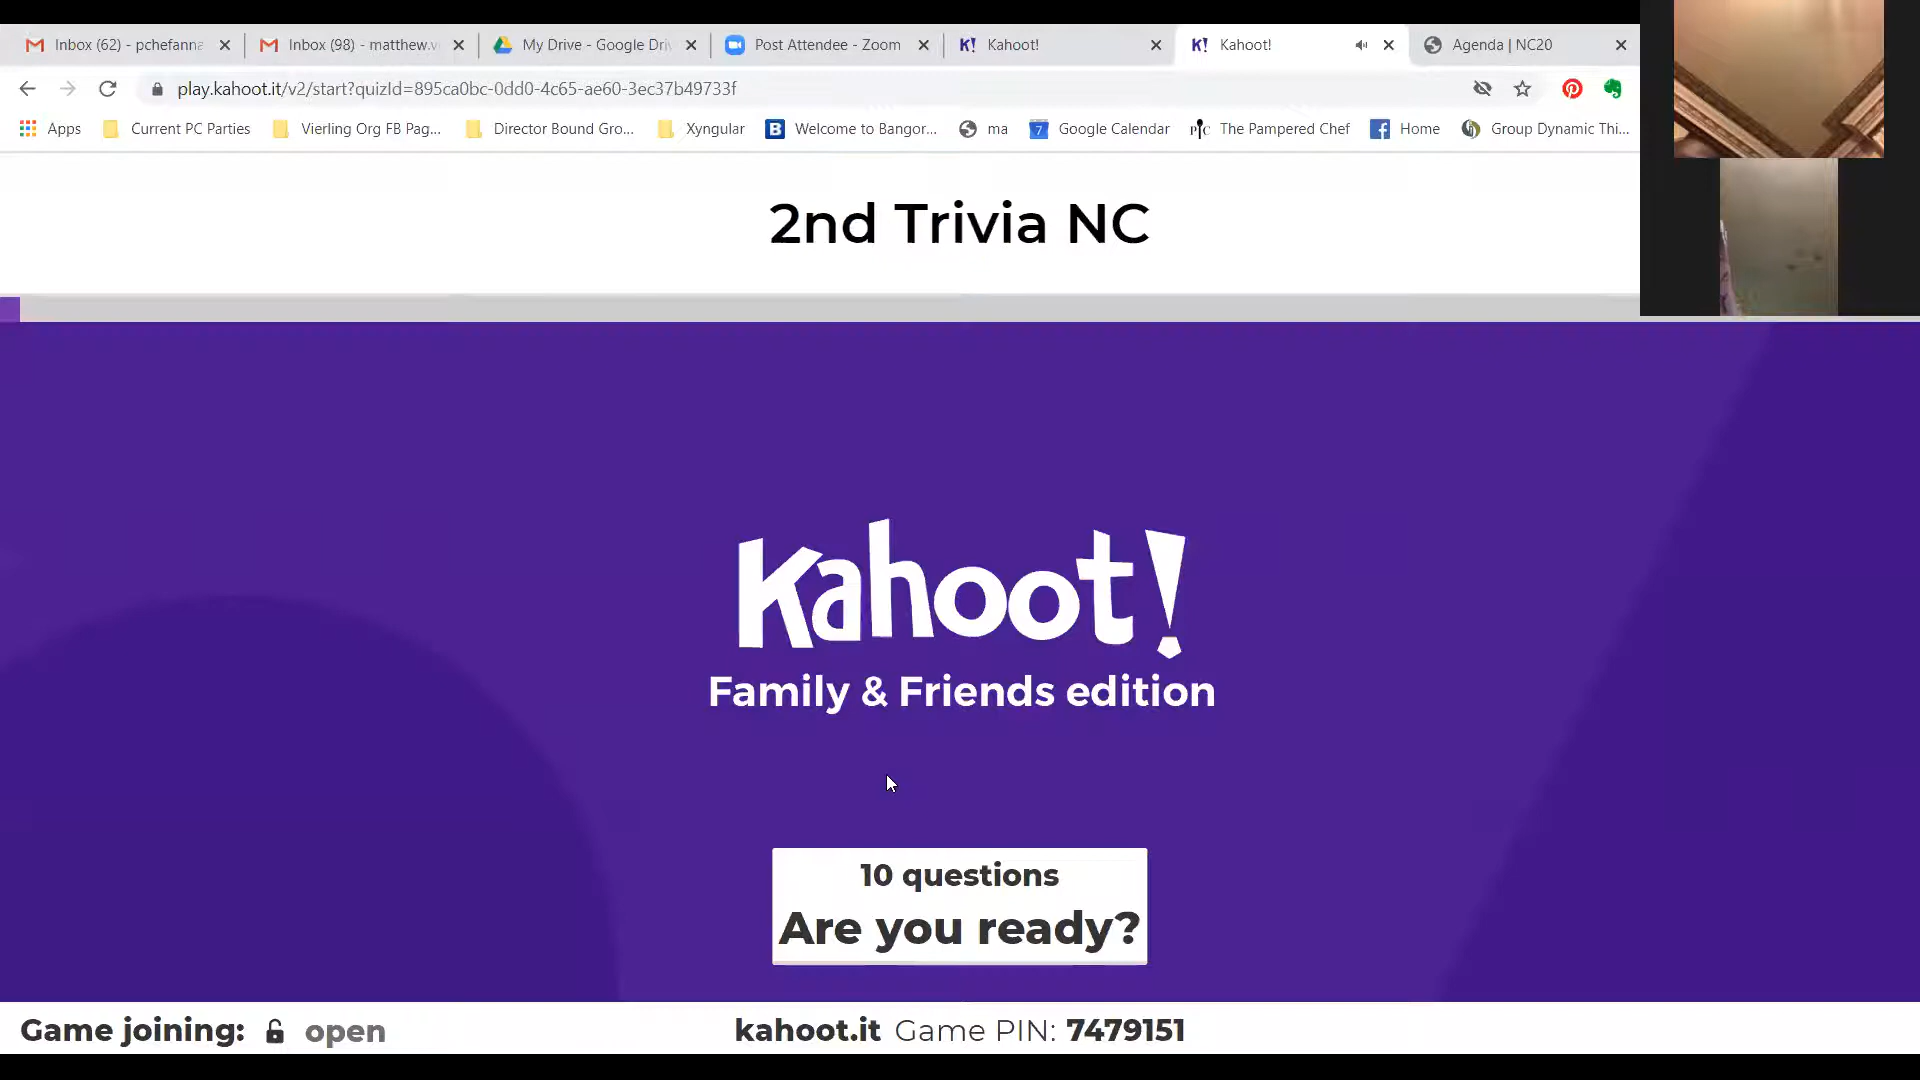 Inbox (62) - pchefanna
Inbox (98) - matthew.v
My Drive - Google Driv
Post Attendee - Zoom
K! Kahoot!
K! Kahoot!
Agenda | NC20
play.kahoot.it/v2/start?quizId=895ca0bc-0dd0-4c65-ae60-3ec37b49733f
Apps
Current PC Parties
Vierling Org FB Pag...
Director Bound Gro...
Xyngular
B Welcome to Bangor...
ma
7 Google Calendar
The Pampered Chef
Home
Group Dynamic Thi...
2nd Trivia NC
Kahoot!
Family & Friends edition
10 questions
Are you ready?
Game joining: open
kahoot.it Game PIN: 7479151